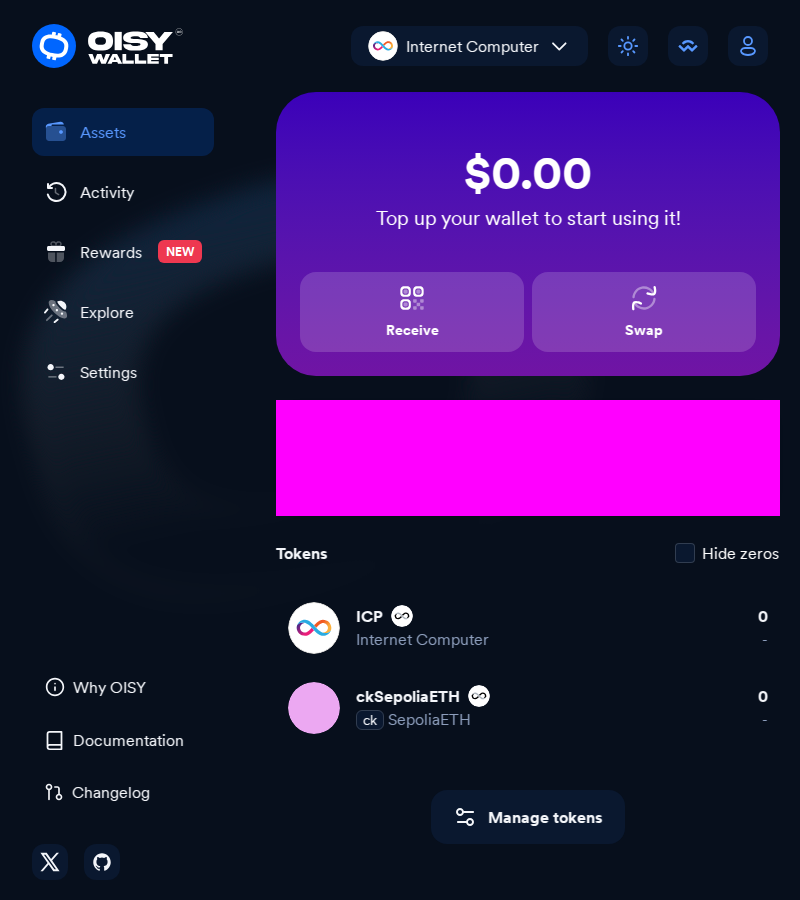 OISY
WALLET
Internet Computer
Assets
Activity
Rewards NEW
Explore
Settings
$0.00
Top up your wallet to start using it!
Receive
Swap
Tokens
Hide zeros
ICP
0
Internet Computer
-
ckSepoliaETH
0
ck SepoliaETH
-
Manage tokens
Why OISY
Documentation
Changelog